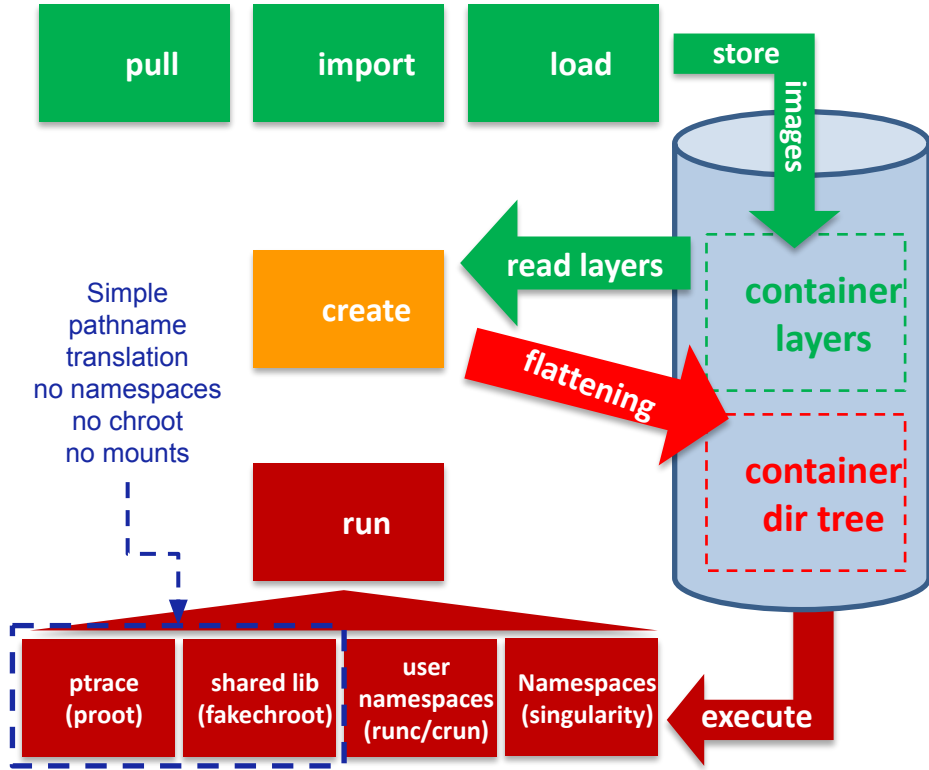 pull
import
load
store
images
read layers
create
container
layers
Simple
pathname
translation
no namespaces
no chroot
no mounts
flattening
container
dir tree
run
ptrace
(proot)
shared lib
(fakechroot)
user
namespaces
(runc/crun)
Namespaces
(singularity)
execute